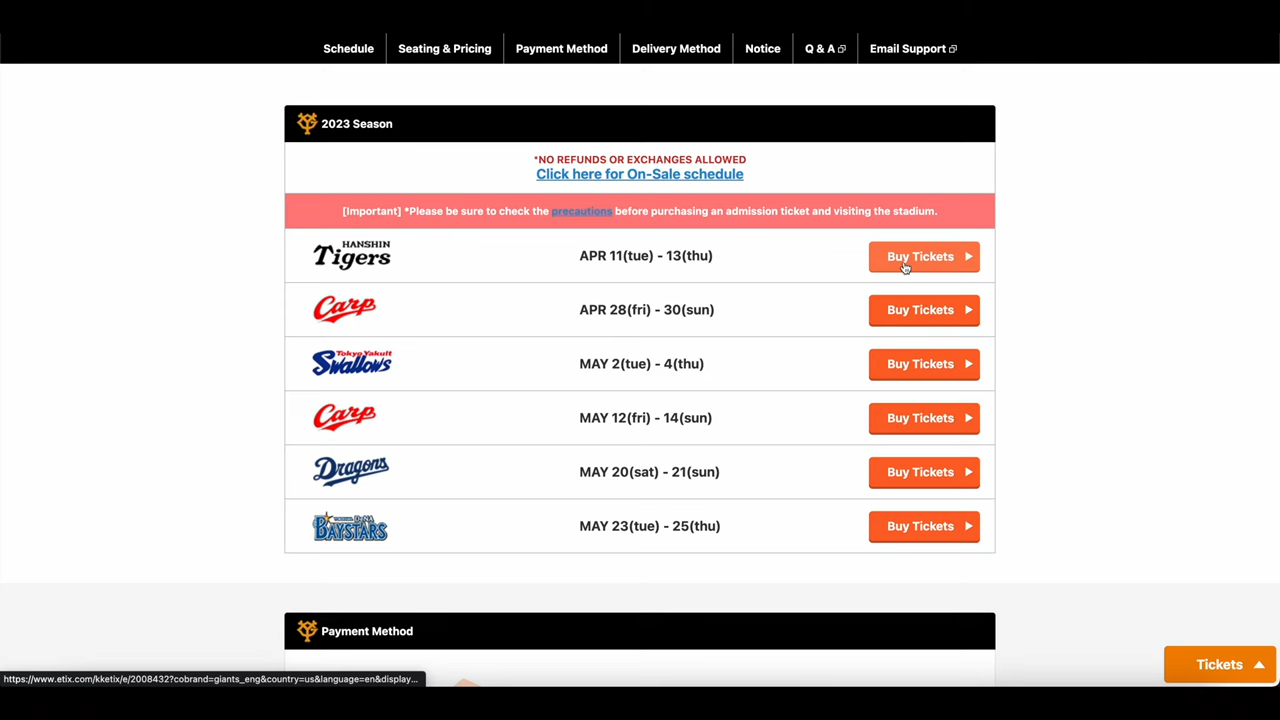 Schedule
Seating & Pricing
Payment Method
Delivery Method
Notice
Q & A
Email Support
2023 Season
*NO REFUNDS OR EXCHANGES ALLOWED
Click here for On-Sale schedule
[Important] *Please be sure to check the precautions before purchasing an admission ticket and visiting the stadium.
HANSHIN
Tigers
APR 11(tue) - 13(thu)
Buy Tickets
Carp
APR 28(fri) - 30(sun)
Buy Tickets
Tokyo Yakult
Swallows
MAY 2(tue) - 4(thu)
Buy Tickets
Carp
MAY 12(fri) - 14(sun)
Buy Tickets
Dragons
MAY 20(sat) - 21(sun)
Buy Tickets
DeNA
BAYSTARS
MAY 23(tue) - 25(thu)
Buy Tickets
Payment Method
Tickets
https://www.etix.com/kketix/e/2008432?cobrand=giants_eng&country=us&language=en&display...